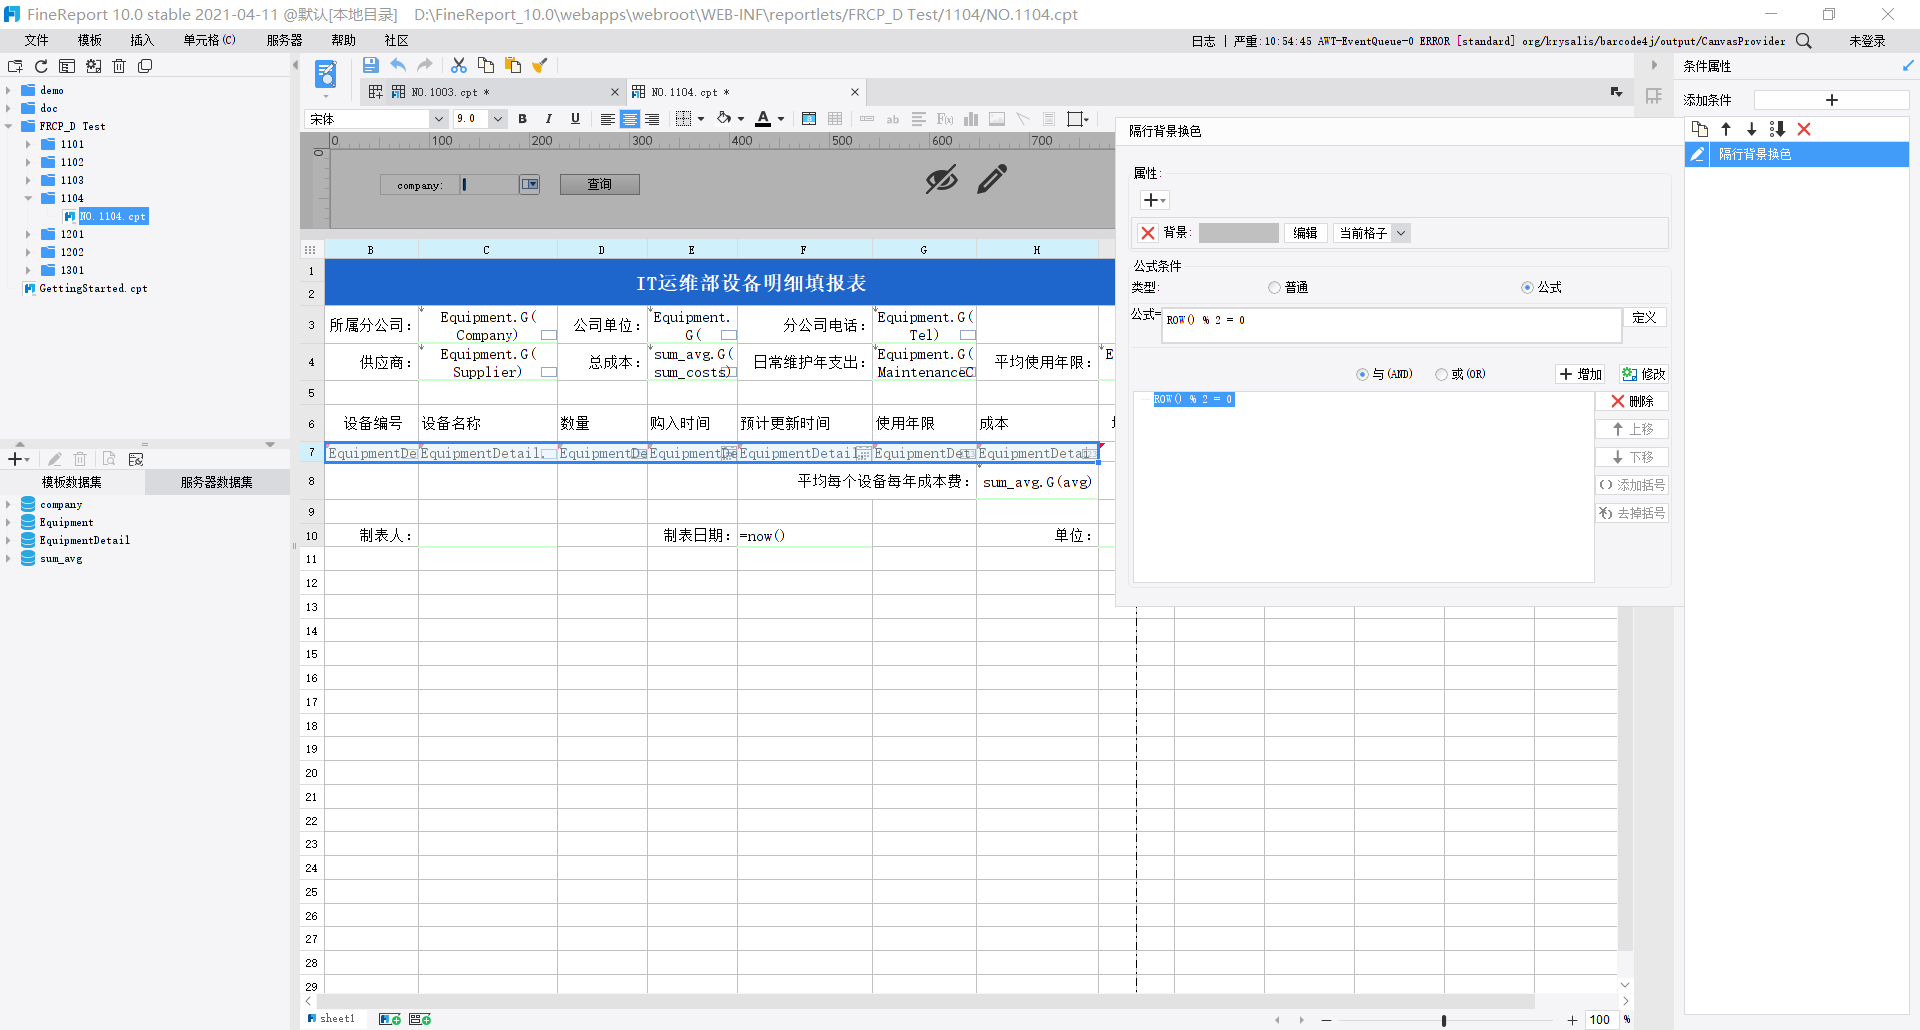 FineReport 10.0 stable 2021-04-11 @默认[本地目录] D:\FineReport_10.0\webapps\webroot\WEB-INF\reportlets/FRCP_D Test/1104/NO.1104.cpt
文件 模板 插入 单元格(C) 服务器 帮助 社区
日志 | 严重:10:54:45 AWT-EventQueue-0 ERROR [standard] org/krysalis/barcode4j/output/CanvasProvider
未登录
demo
doc
FRCP_D Test
1101
1102
1103
1104
NO.1104.cpt
1201
1202
1301
GettingStarted.cpt
模板数据集 服务器数据集
company
Equipment
EquipmentDetail
sum_avg
NO.1003.cpt *
NO.1104.cpt *
宋体 9.0 B I U
0 100 200 300 400 500 600 700
company: 查询
B C D E F G H
1
IT运维部设备明细填报表
2
3 所属分公司: Equipment.G(
Company) 公司单位: Equipment.
G( 分公司电话: Equipment.G(
Tel)
4 供应商: Equipment.G(
Supplier) 总成本: sum_avg.G(
sum_costs) 日常维护年支出: Equipment.G(
MaintenanceC 平均使用年限: E
5
6 设备编号 设备名称 数量 购入时间 预计更新时间 使用年限 成本
7 EquipmentDe EquipmentDetail. EquipmentDe EquipmentDe EquipmentDetail EquipmentDet EquipmentDetai
8 平均每个设备每年成本费: sum_avg.G(avg)
9
10 制表人: 制表日期: =now() 单位:
11
12
13
14
15
16
17
18
19
20
21
22
23
24
25
26
27
28
29
sheet1
100 %
隔行背景换色
属性:
背景: 编辑 当前格子
公式条件
类型: 普通 公式
公式= ROW() % 2 = 0 定义
与(AND) 或(OR) 增加 修改
ROW() % 2 = 0
删除
上移
下移
添加括号
去掉括号
条件属性
添加条件
隔行背景换色